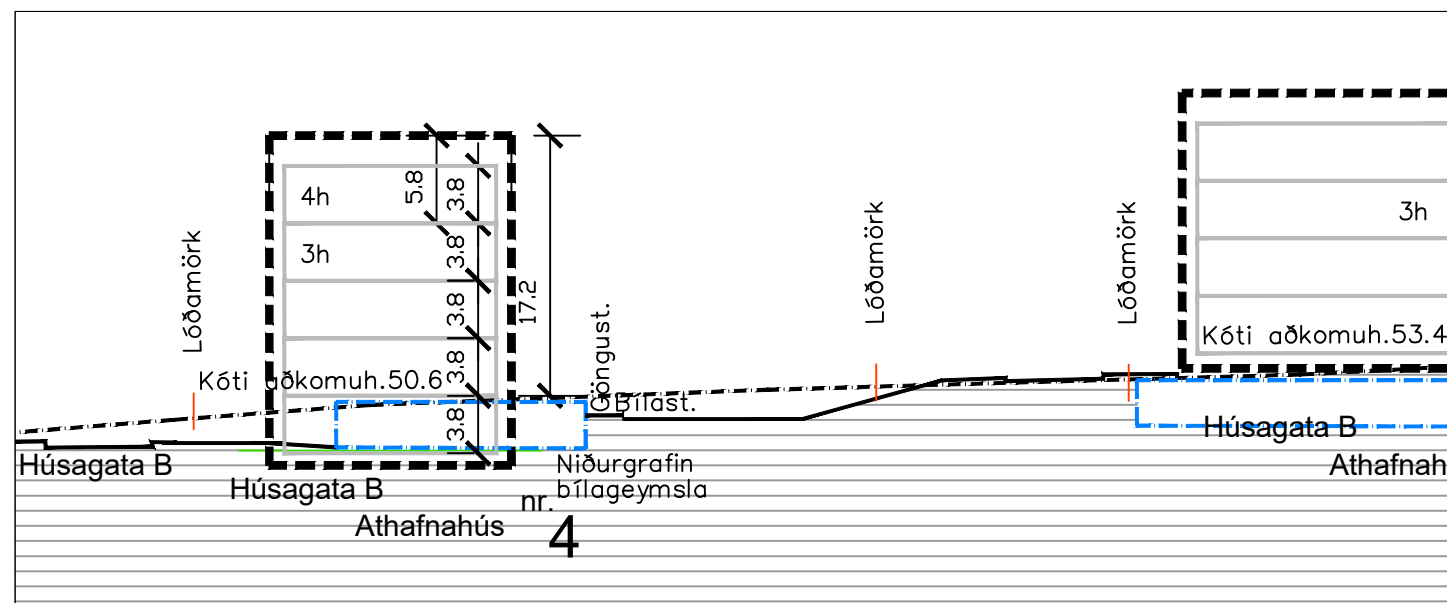 4h
3h
5.8
3.8
3.8
3.8
3.8
3.8
17.2
Lóðamörk
Kóti aðkomuh.50.6
Göngust.
Bílast.
Lóðamörk
Lóðamörk
3h
Kóti aðkomuh.53.4
Húsagata B
Húsagata B
Athafnahús
nr.
4
Niðurgrafin
bílageymsla
Húsagata B
Athafnah